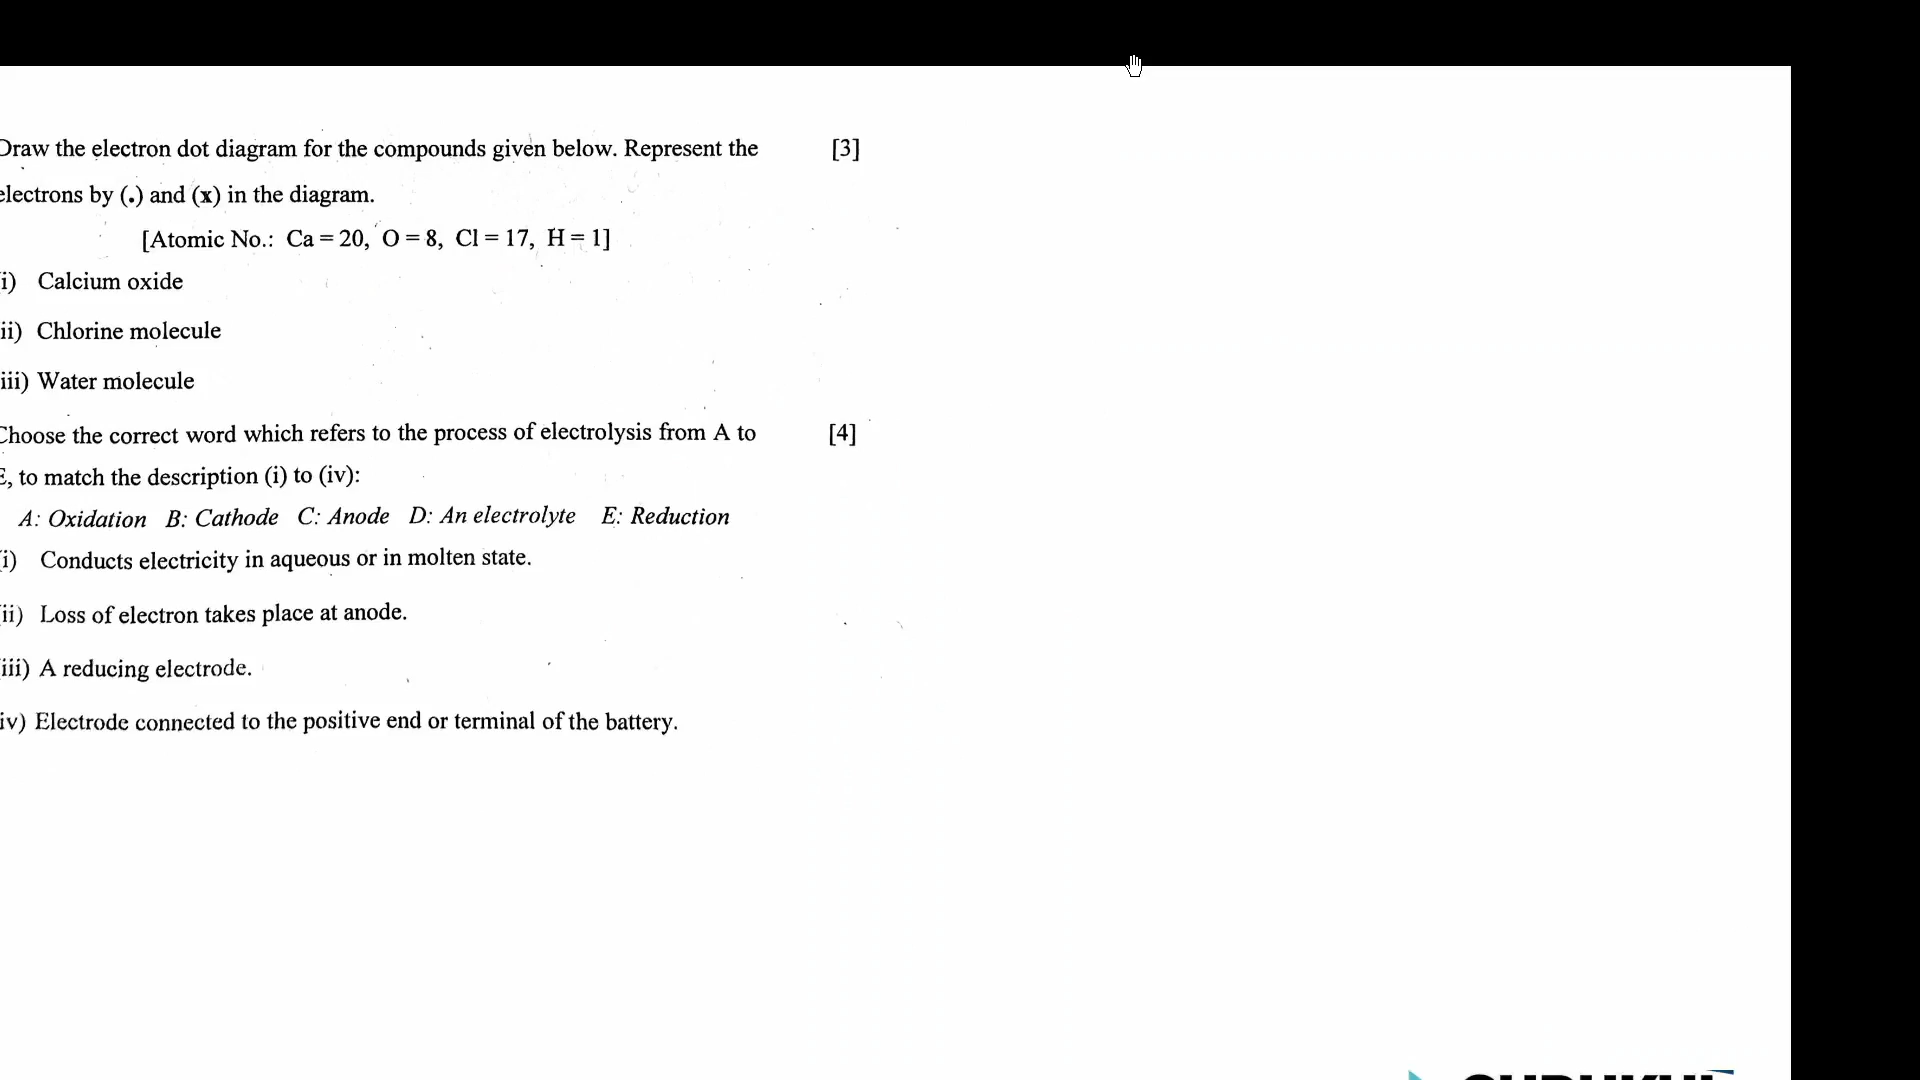 Draw the electron dot diagram for the compounds given below. Represent the [3]
electrons by (.) and (x) in the diagram.
[Atomic No.: Ca = 20, O = 8, Cl = 17, H = 1]
i) Calcium oxide
ii) Chlorine molecule
iii) Water molecule
Choose the correct word which refers to the process of electrolysis from A to [4]
E, to match the description (i) to (iv):
A: Oxidation B: Cathode C: Anode D: An electrolyte E: Reduction
(i) Conducts electricity in aqueous or in molten state.
(ii) Loss of electron takes place at anode.
(iii) A reducing electrode.
iv) Electrode connected to the positive end or terminal of the battery.